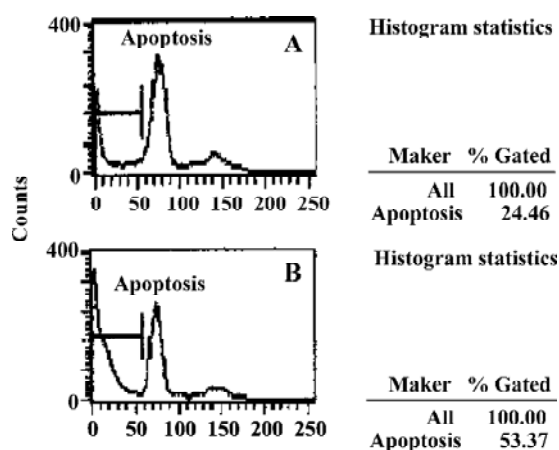 400
Apoptosis
A
0
0 50 100 150 200 250
Histogram statistics
Maker % Gated
All 100.00
Apoptosis 24.46
Counts
400
Apoptosis
B
0
0 50 100 150 200 250
Histogram statistics
Maker % Gated
All 100.00
Apoptosis 53.37